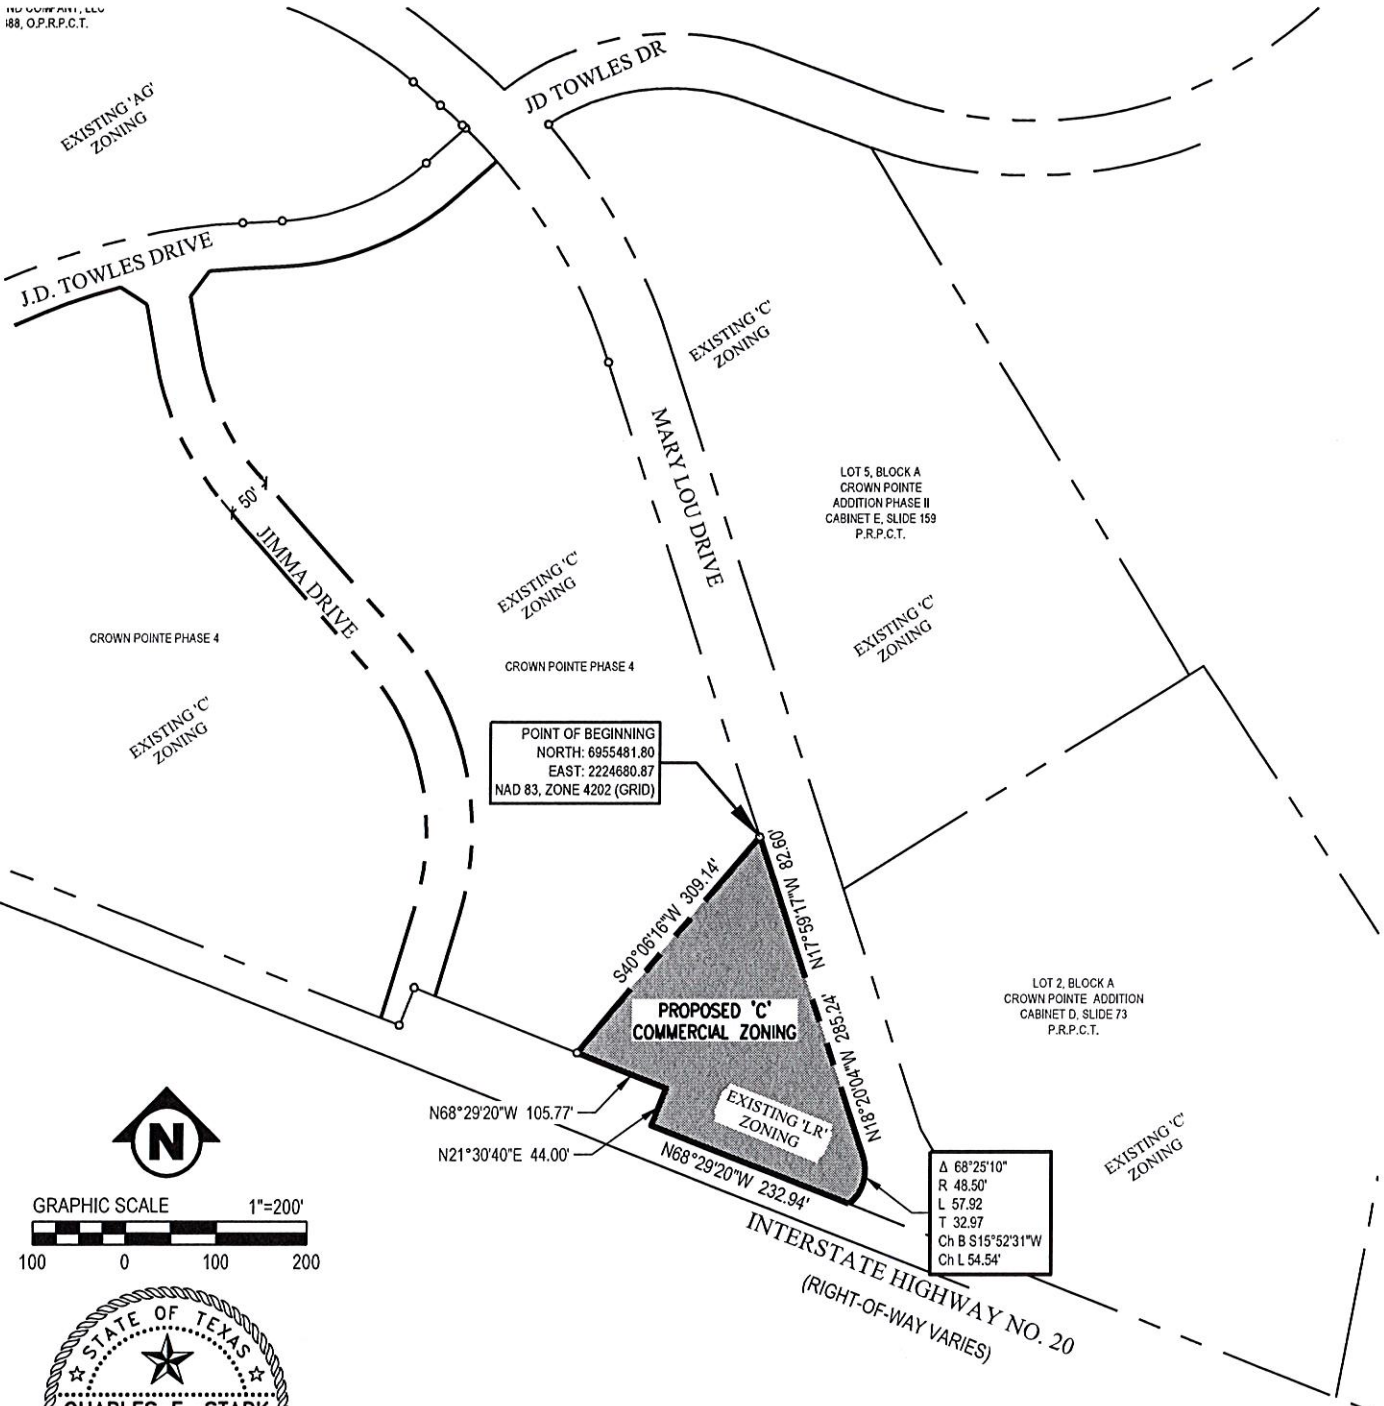 ND COMPANY, LLC
388, O.P.R.P.C.T.
EXISTING 'AG'
ZONING
JD TOWLES DR
J.D. TOWLES DRIVE
EXISTING 'C'
ZONING
MARY LOU DRIVE
LOT 5, BLOCK A
CROWN POINTE
ADDITION PHASE II
CABINET E, SLIDE 159
P.R.P.C.T.
50'
JIMMA DRIVE
EXISTING 'C'
ZONING
EXISTING 'C'
ZONING
CROWN POINTE PHASE 4
CROWN POINTE PHASE 4
EXISTING 'C'
ZONING
POINT OF BEGINNING
NORTH: 6955481.80
EAST: 2224680.87
NAD 83, ZONE 4202 (GRID)
S40°06'16"W 309.14'
N17°59'17"W 82.60'
N18°20'04"W 285.24'
PROPOSED 'C'
COMMERCIAL ZONING
LOT 2, BLOCK A
CROWN POINTE ADDITION
CABINET D, SLIDE 73
P.R.P.C.T.
N68°29'20"W 105.77'
N21°30'40"E 44.00'
EXISTING 'LR'
ZONING
N68°29'20"W 232.94'
EXISTING 'C'
ZONING
Δ 68°25'10"
R 48.50'
L 57.92
T 32.97
Ch B S15°52'31"W
Ch L 54.54'
INTERSTATE HIGHWAY NO. 20
(RIGHT-OF-WAY VARIES)
N
GRAPHIC SCALE 1"=200'
100 0 100 200
STATE OF TEXAS
CHARLES F. STARK